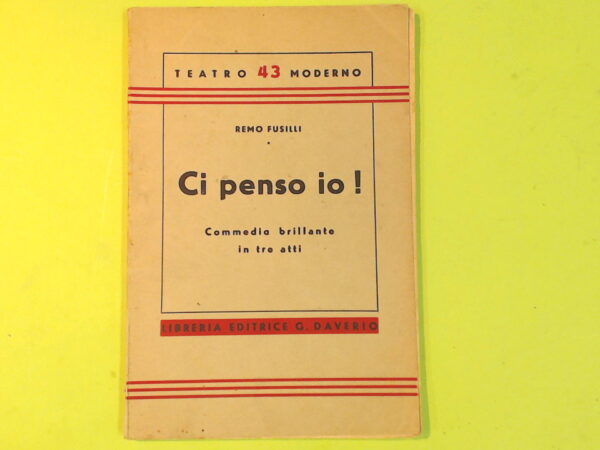 TEATRO 43 MODERNO
REMO FUSILLI
Ci penso io !
Commedia brillante
in tre atti
LIBRERIA EDITRICE G. DAVERIO